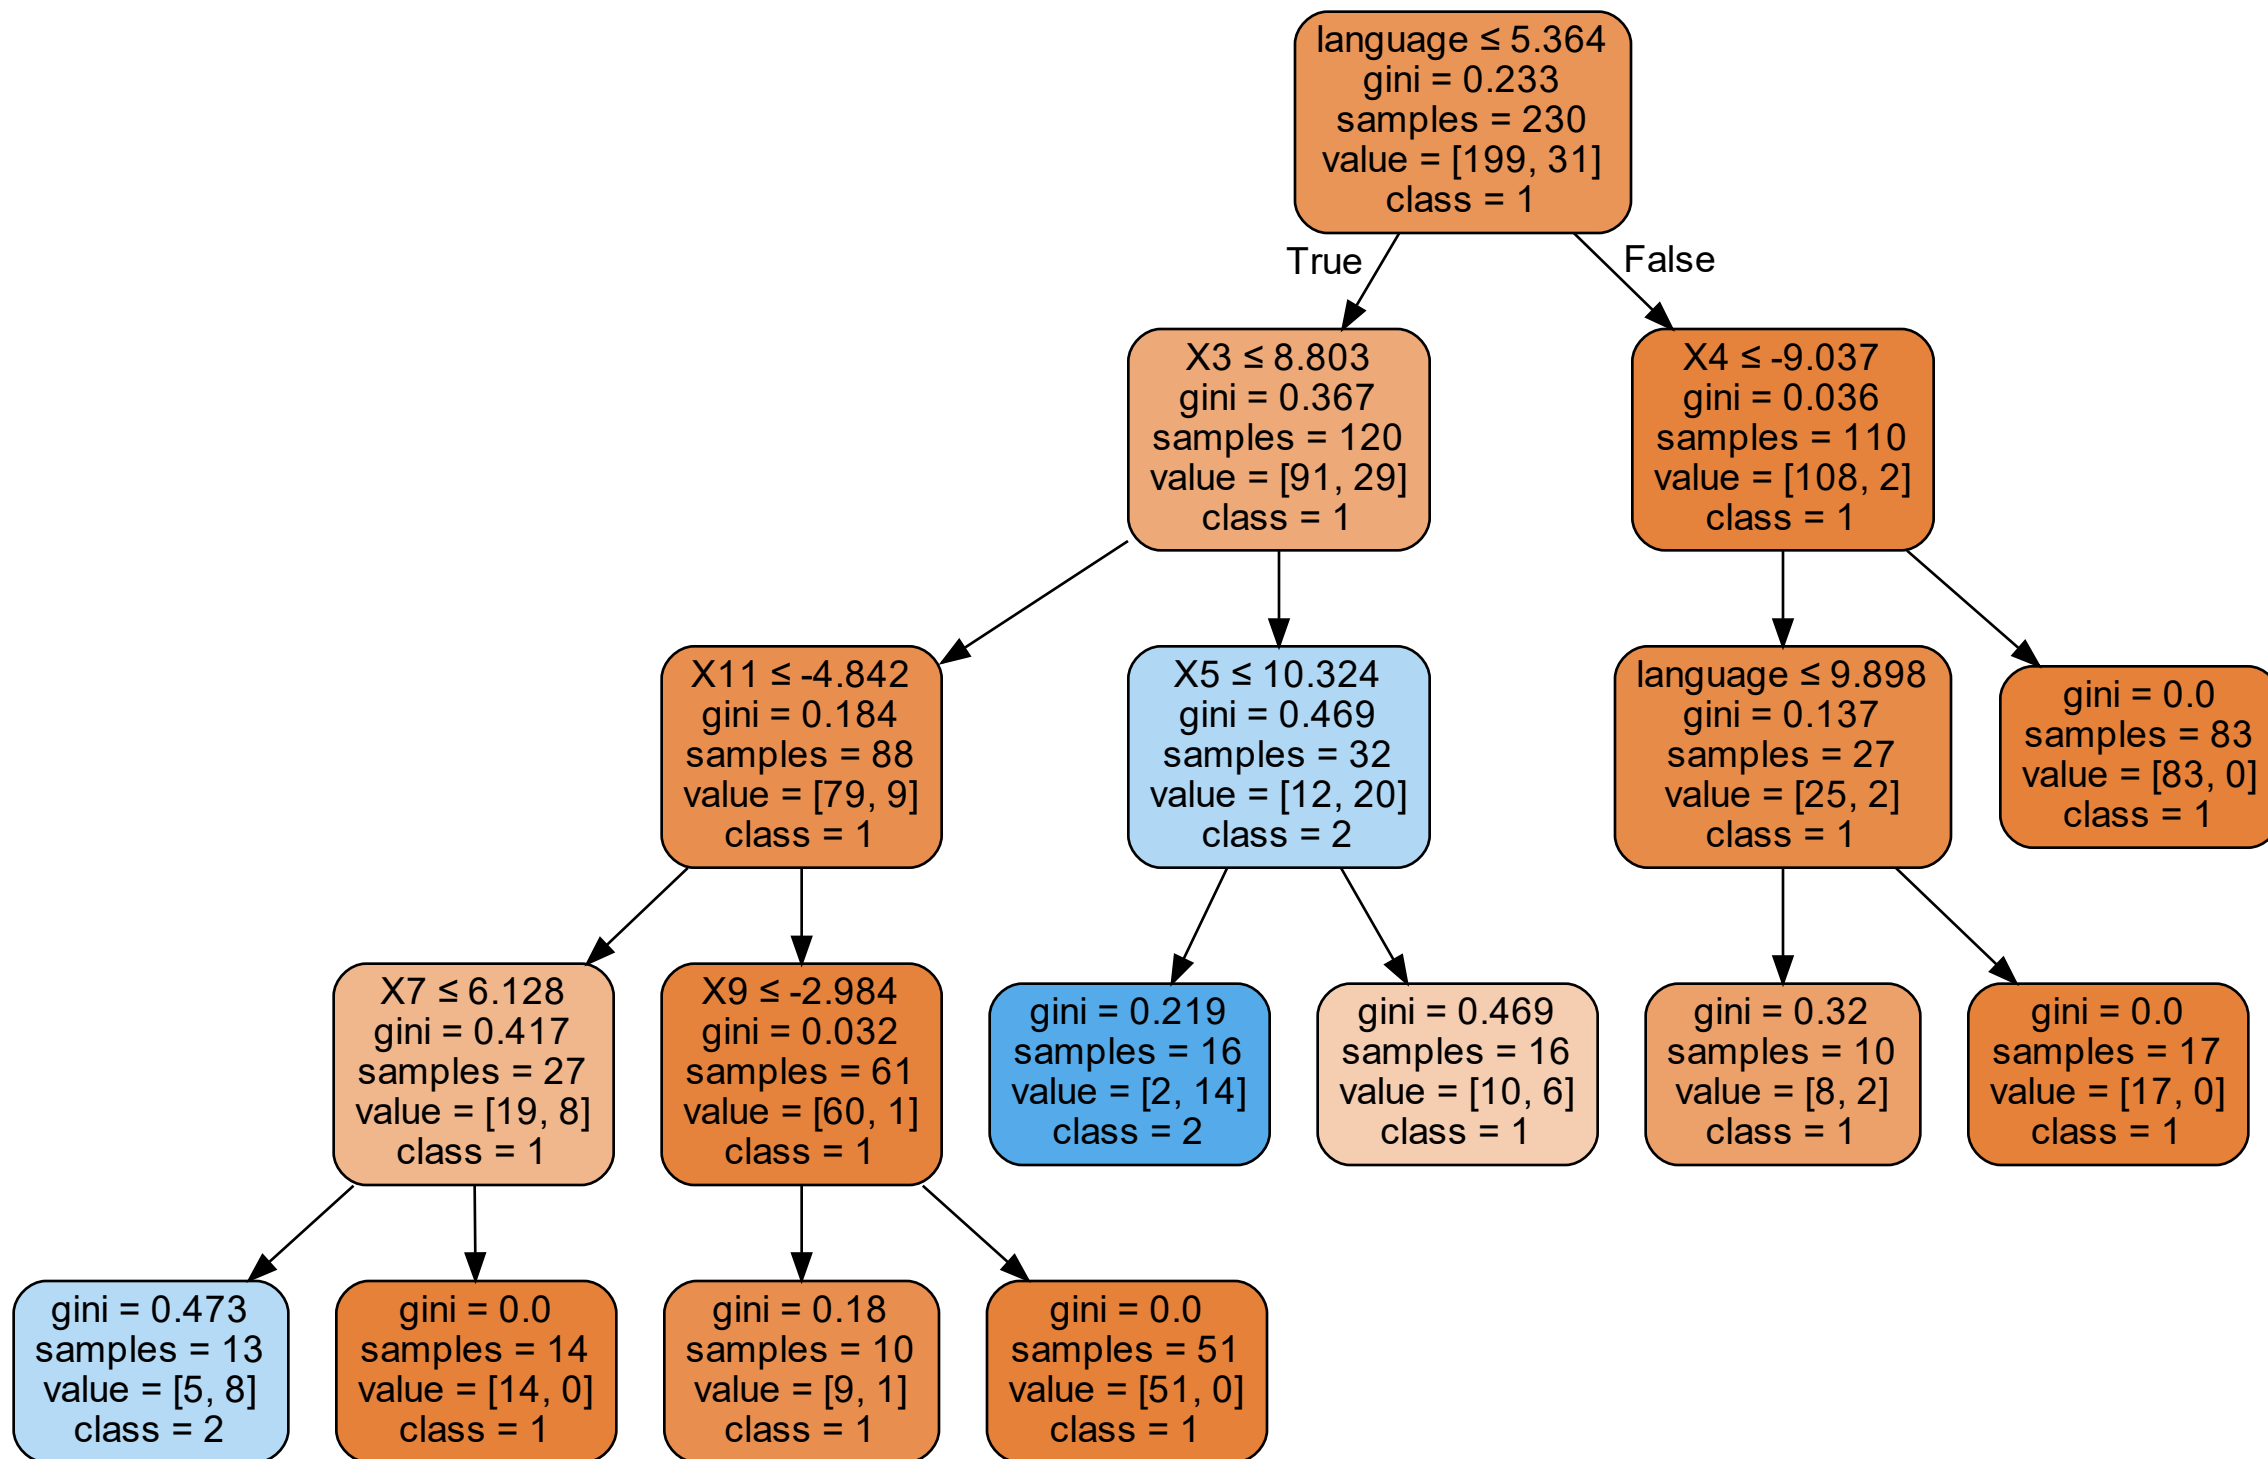 language ≤ 5.364
gini = 0.233
samples = 230
value = [199, 31]
class = 1
True
False
X3 ≤ 8.803
gini = 0.367
samples = 120
value = [91, 29]
class = 1
X4 ≤ -9.037
gini = 0.036
samples = 110
value = [108, 2]
class = 1
X11 ≤ -4.842
gini = 0.184
samples = 88
value = [79, 9]
class = 1
X5 ≤ 10.324
gini = 0.469
samples = 32
value = [12, 20]
class = 2
language ≤ 9.898
gini = 0.137
samples = 27
value = [25, 2]
class = 1
gini = 0.0
samples = 83
value = [83, 0]
class = 1
X7 ≤ 6.128
gini = 0.417
samples = 27
value = [19, 8]
class = 1
X9 ≤ -2.984
gini = 0.032
samples = 61
value = [60, 1]
class = 1
gini = 0.219
samples = 16
value = [2, 14]
class = 2
gini = 0.469
samples = 16
value = [10, 6]
class = 1
gini = 0.32
samples = 10
value = [8, 2]
class = 1
gini = 0.0
samples = 17
value = [17, 0]
class = 1
gini = 0.473
samples = 13
value = [5, 8]
class = 2
gini = 0.0
samples = 14
value = [14, 0]
class = 1
gini = 0.18
samples = 10
value = [9, 1]
class = 1
gini = 0.0
samples = 51
value = [51, 0]
class = 1